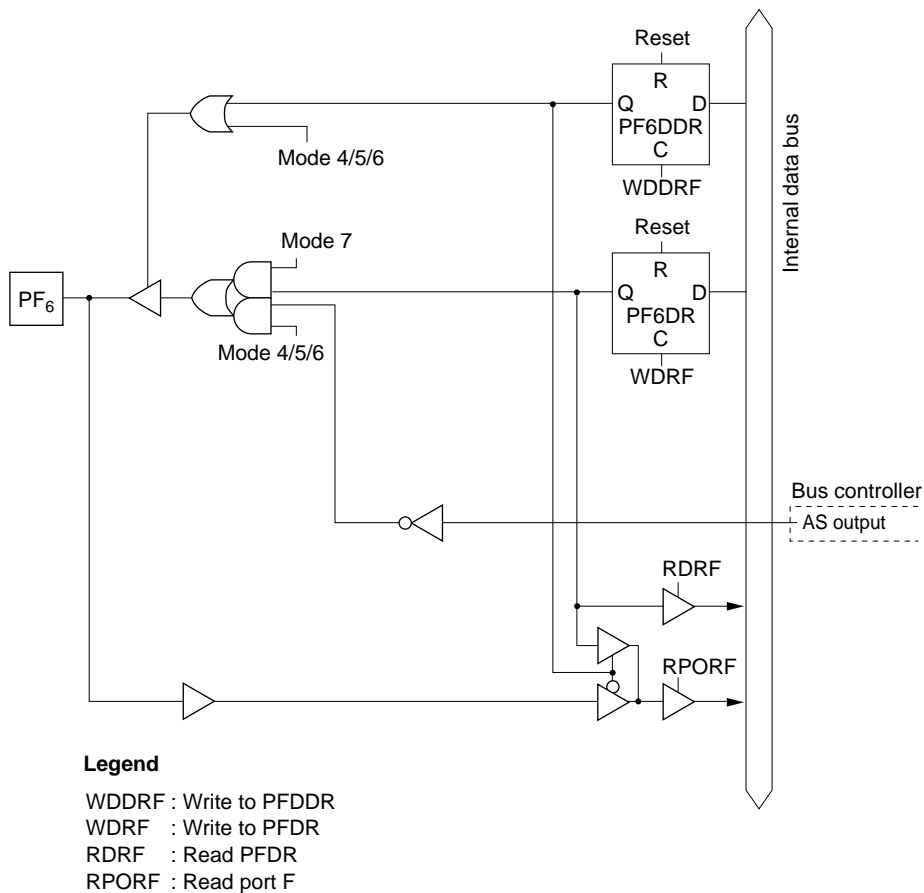 Reset
R
Q D
PF6DDR
C
WDDRF
Mode 4/5/6
Internal data bus
Reset
R
Q D
PF6DR
C
WDRF
Mode 7
PF6
Mode 4/5/6
Bus controller
AS output
RDRF
RPORF
Legend
WDDRF : Write to PFDDR
WDRF : Write to PFDR
RDRF : Read PFDR
RPORF : Read port F